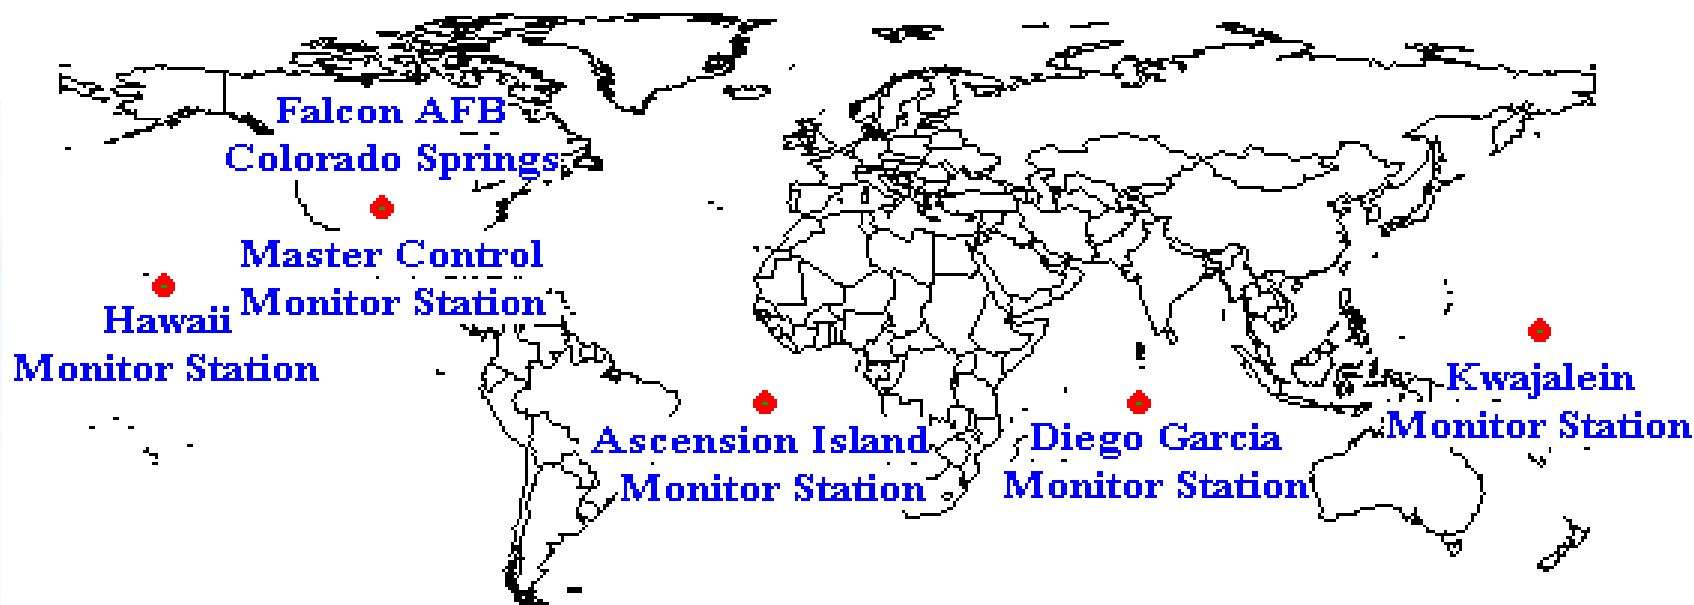 Falcon AFB
Colorado Springs
Master Control
Monitor Station
Hawaii
Monitor Station
Ascension Island
Monitor Station
Diego Garcia
Monitor Station
Kwajalein
Monitor Station